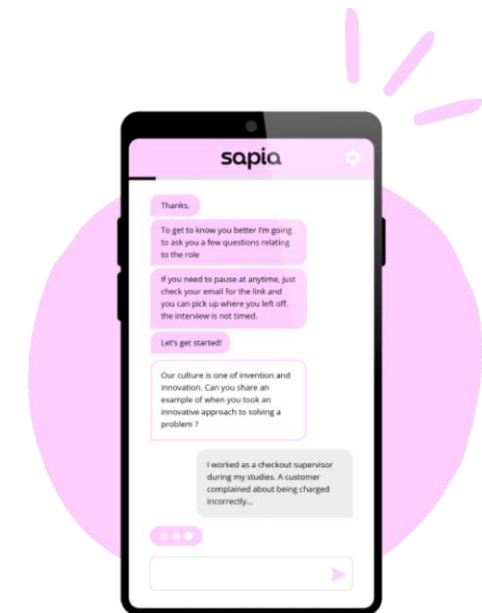 sapia
Thanks.
To get to know you better I'm going
to ask you a few questions relating
to the role
If you need to pause at anytime, just
check your email for the link and
you can pick up where you left off,
the interview is not timed.
Let's get started!
Our culture is one of invention and
innovation. Can you share an
example of when you took an
innovative approach to solving a
problem ?
I worked as a checkout supervisor
during my studies. A customer
complained about being charged
incorrectly...